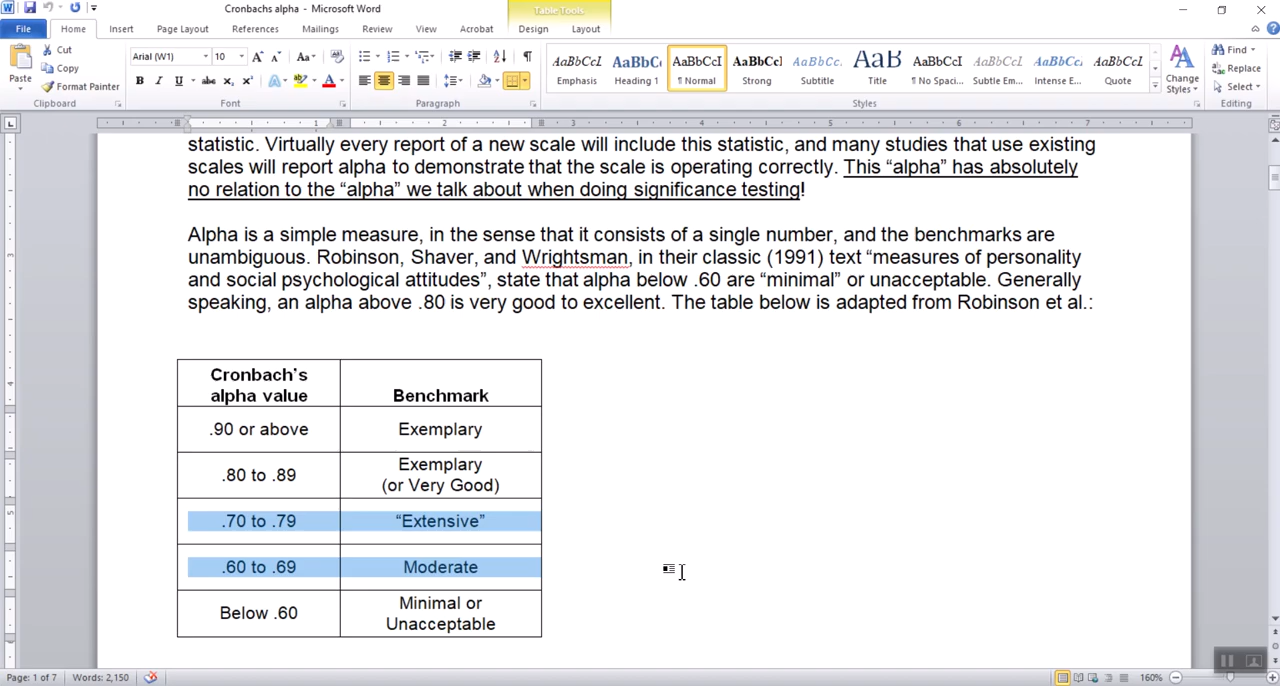 Cronbachs alpha - Microsoft Word
Table Tools
File Home Insert Page Layout References Mailings Review View Acrobat Design Layout
Paste
Cut
Copy
Format Painter
Clipboard
Arial (W1) 10
Font
Paragraph
AaBbCcL AaBbCc AaBbCcI AaBbCc AaBbCc AaB AaBbCcI AaBbCc AaBbCc AaBbCc
Emphasis Heading 1 ¶ Normal Strong Subtitle Title ¶ No Spaci... Subtle Em... Intense E... Quote
Styles
Change Styles
Find
Replace
Select
Editing
statistic. Virtually every report of a new scale will include this statistic, and many studies that use existing
scales will report alpha to demonstrate that the scale is operating correctly. This “alpha” has absolutely
no relation to the “alpha” we talk about when doing significance testing!
Alpha is a simple measure, in the sense that it consists of a single number, and the benchmarks are
unambiguous. Robinson, Shaver, and Wrightsman, in their classic (1991) text “measures of personality
and social psychological attitudes”, state that alpha below .60 are “minimal” or unacceptable. Generally
speaking, an alpha above .80 is very good to excellent. The table below is adapted from Robinson et al.:
Cronbach’s
alpha value Benchmark
.90 or above Exemplary
.80 to .89 Exemplary
(or Very Good)
.70 to .79 “Extensive”
.60 to .69 Moderate
Below .60 Minimal or
Unacceptable
Page: 1 of 7 Words: 2,150 160%